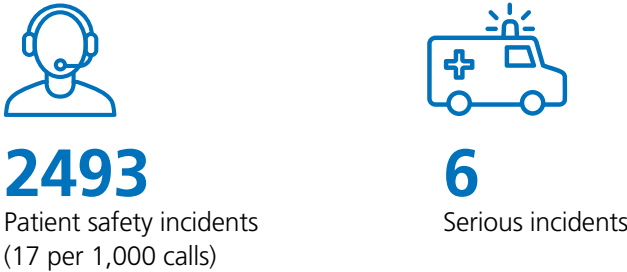 2493
Patient safety incidents
(17 per 1,000 calls)
6
Serious incidents